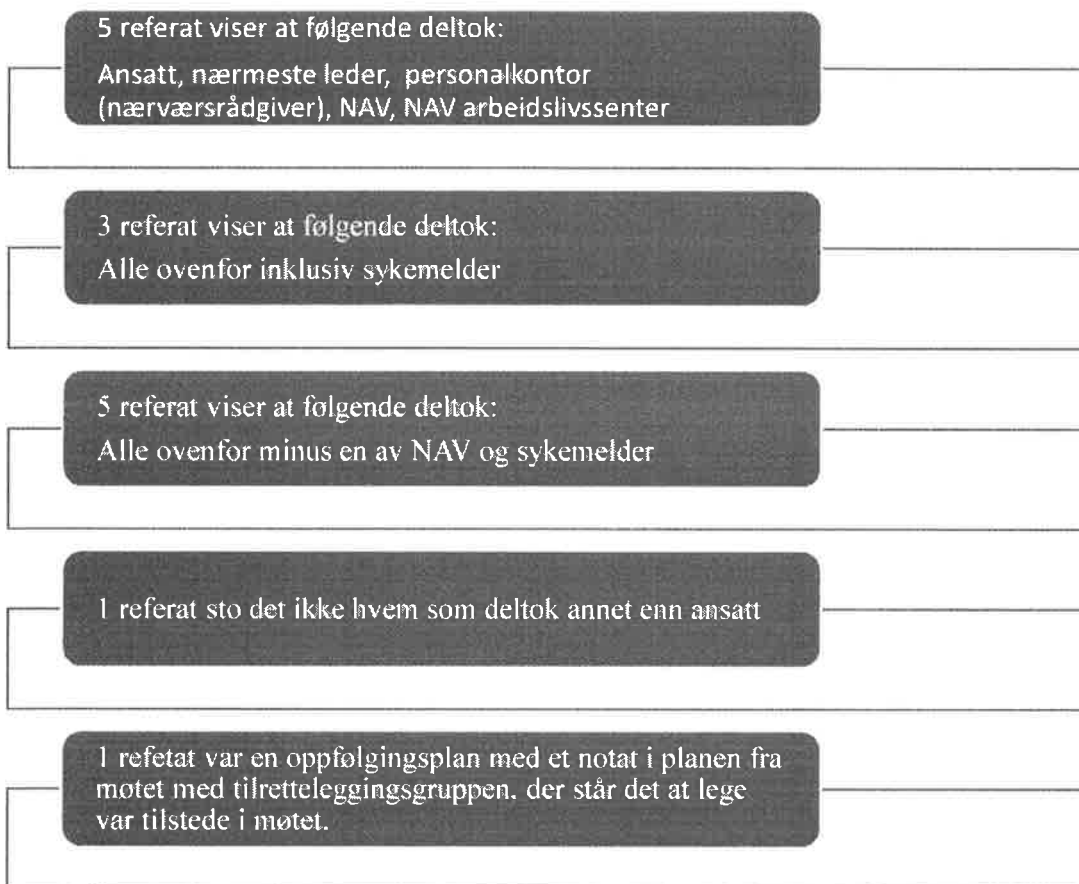 5 referat viser at følgende deltok:
Ansatt, nærmeste leder, personalkontor
(nærværsrådgiver), NAV, NAV arbeidslivssenter
3 referat viser at følgende deltok:
Alle ovenfor inklusiv sykemelder
5 referat viser at følgende deltok:
Alle ovenfor minus en av NAV og sykemelder
1 referat sto det ikke hvem som deltok annet enn ansatt
1 refetat var en oppfølgingsplan med et notat i planen fra
møtet med tilretteleggingsgruppen, der står det at lege
var tilstede i møtet.